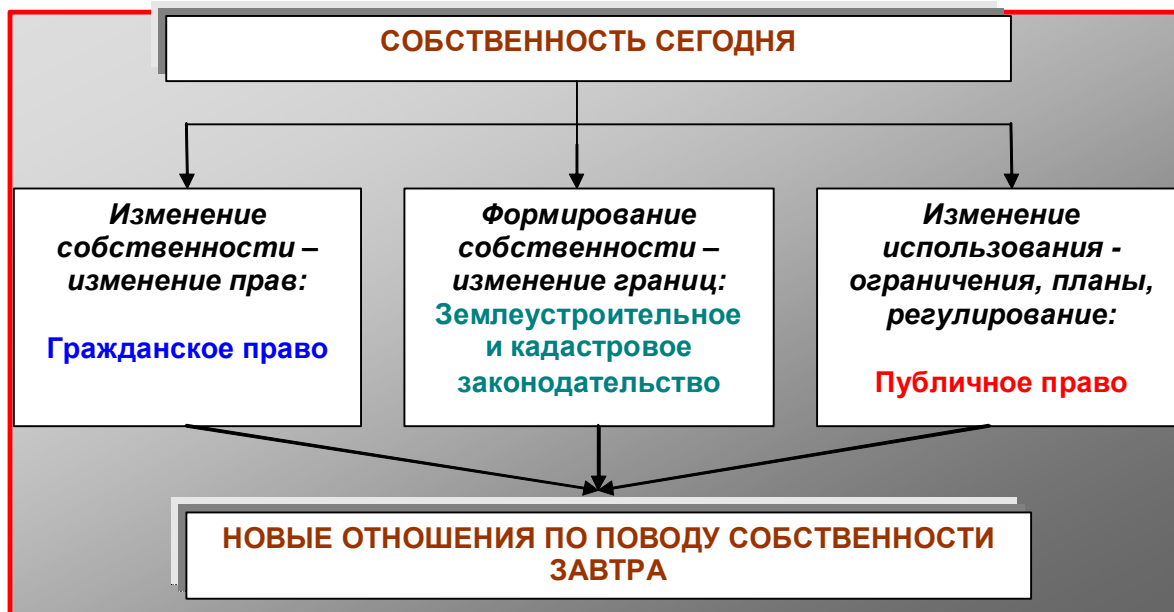 СОБСТВЕННОСТЬ СЕГОДНЯ
Изменение
собственности –
изменение прав:
Гражданское право
Формирование
собственности –
изменение границ:
Землеустроительное
и кадастровое
законодательство
Изменение
использования -
ограничения, планы,
регулирование:
Публичное право
НОВЫЕ ОТНОШЕНИЯ ПО ПОВОДУ СОБСТВЕННОСТИ
ЗАВТРА